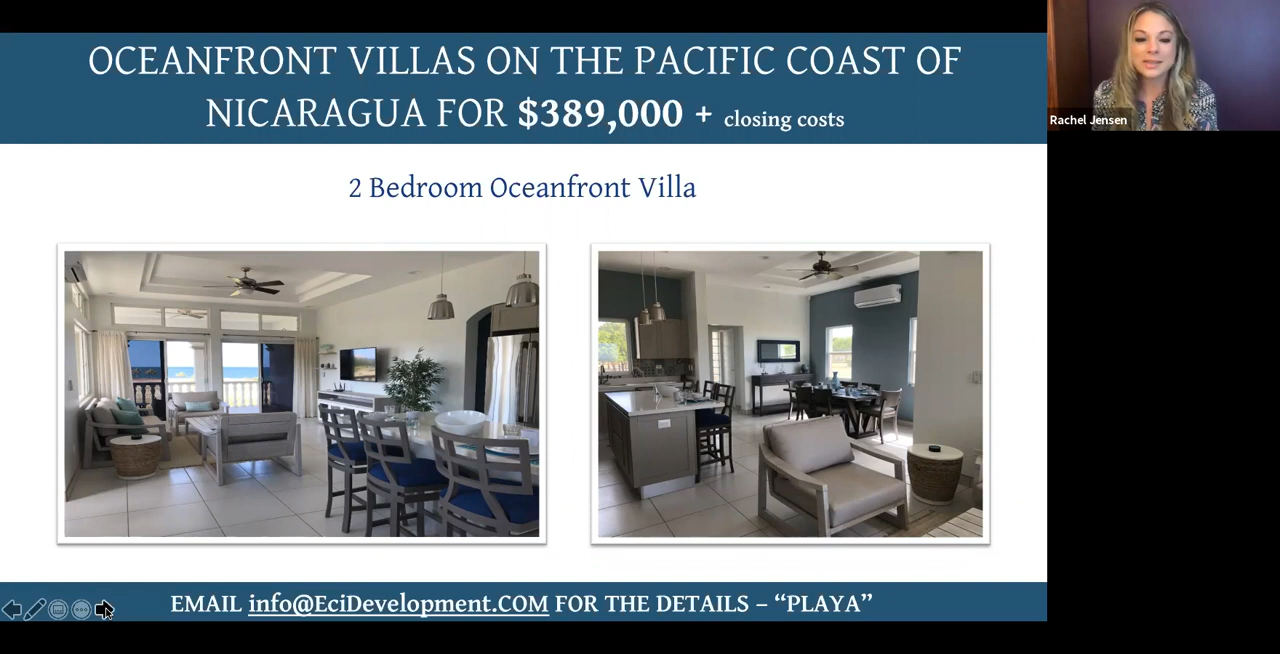 OCEANFRONT VILLAS ON THE PACIFIC COAST OF
NICARAGUA FOR $389,000 + closing costs
2 Bedroom Oceanfront Villa
EMAIL info@EciDevelopment.COM FOR THE DETAILS – “PLAYA”
Rachel Jensen